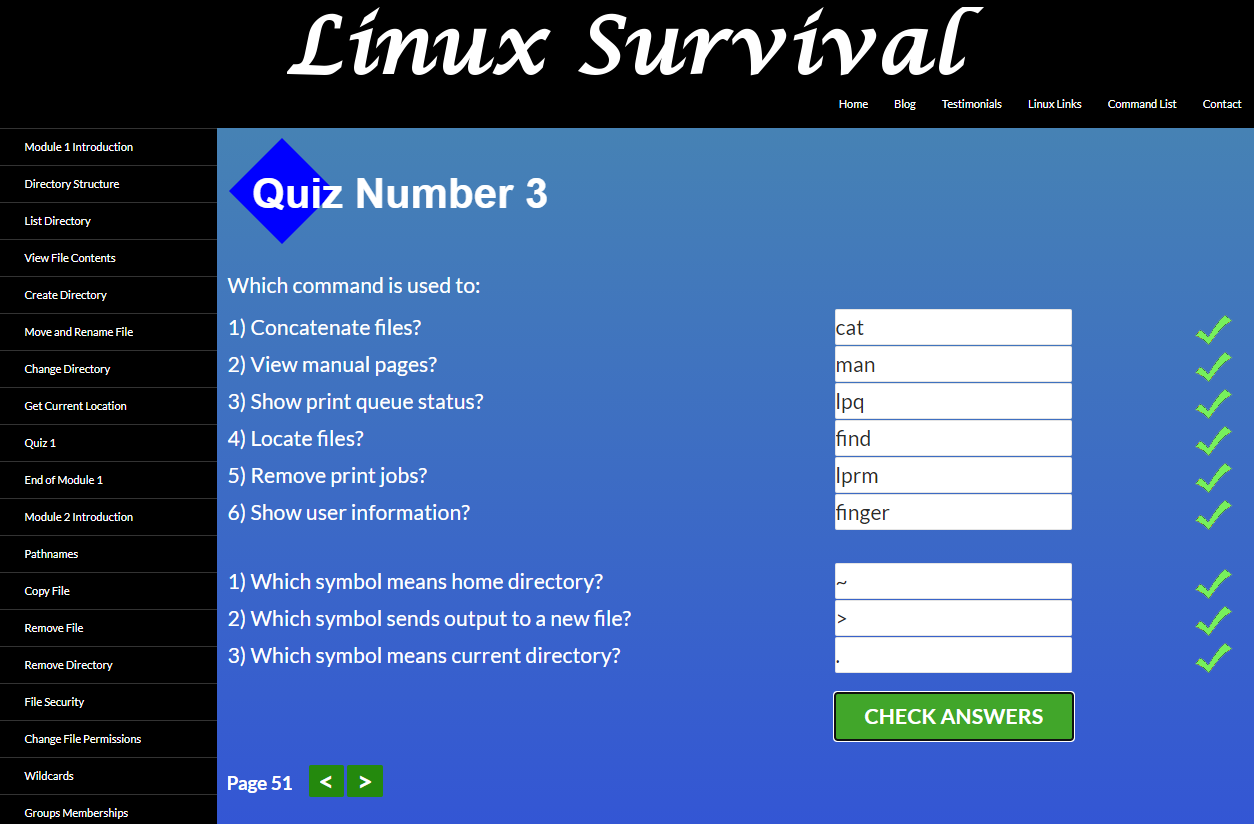 Linux Survival
Home Blog Testimonials Linux Links Command List Contact
Module 1 Introduction
Directory Structure
List Directory
View File Contents
Create Directory
Move and Rename File
Change Directory
Get Current Location
Quiz 1
End of Module 1
Module 2 Introduction
Pathnames
Copy File
Remove File
Remove Directory
File Security
Change File Permissions
Wildcards
Groups Memberships
Quiz Number 3
Which command is used to:
1) Concatenate files? cat
2) View manual pages? man
3) Show print queue status? lpq
4) Locate files? find
5) Remove print jobs? lprm
6) Show user information? finger
1) Which symbol means home directory? ~
2) Which symbol sends output to a new file? >
3) Which symbol means current directory? .
CHECK ANSWERS
Page 51 < >